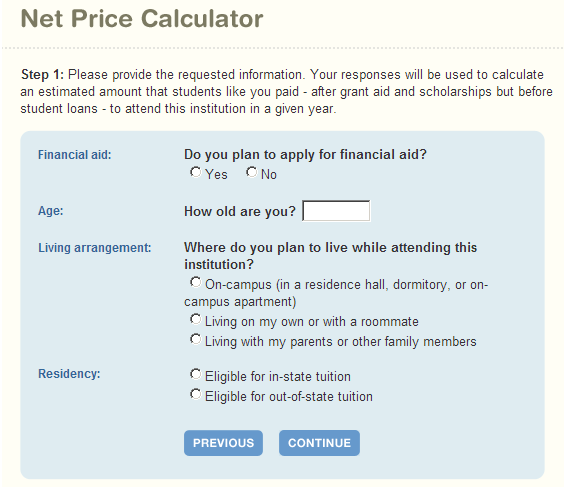 Net Price Calculator
Step 1: Please provide the requested information. Your responses will be used to calculate
an estimated amount that students like you paid - after grant aid and scholarships but before
student loans - to attend this institution in a given year.
Financial aid: Do you plan to apply for financial aid?
Yes No
Age: How old are you?
Living arrangement: Where do you plan to live while attending this
institution?
On-campus (in a residence hall, dormitory, or on-
campus apartment)
Living on my own or with a roommate
Living with my parents or other family members
Residency: Eligible for in-state tuition
Eligible for out-of-state tuition
PREVIOUS CONTINUE